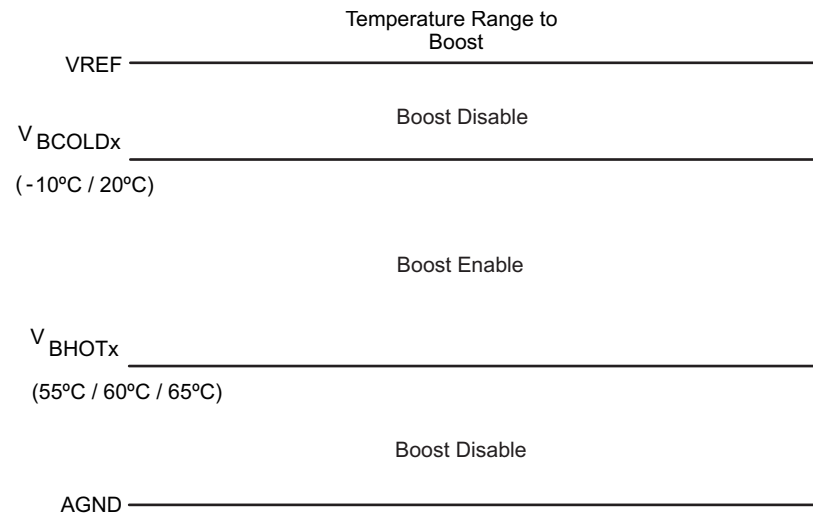 Temperature Range to
Boost
VREF
Boost Disable
VBCOLDx
(-10ºC / 20ºC)
Boost Enable
VBHOTx
(55ºC / 60ºC / 65ºC)
Boost Disable
AGND